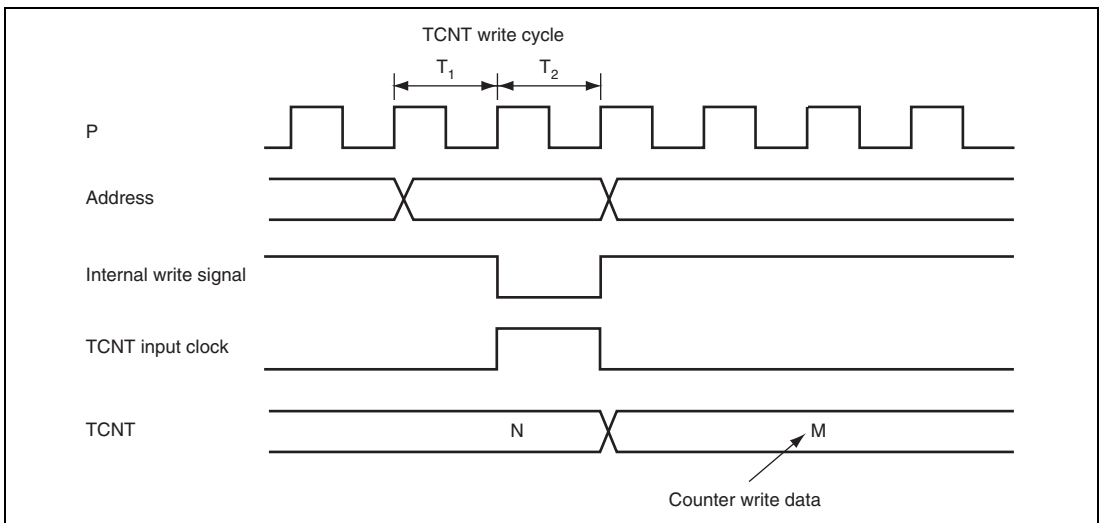 TCNT write cycle
T1 T2
P
Address
Internal write signal
TCNT input clock
TCNT N M
Counter write data